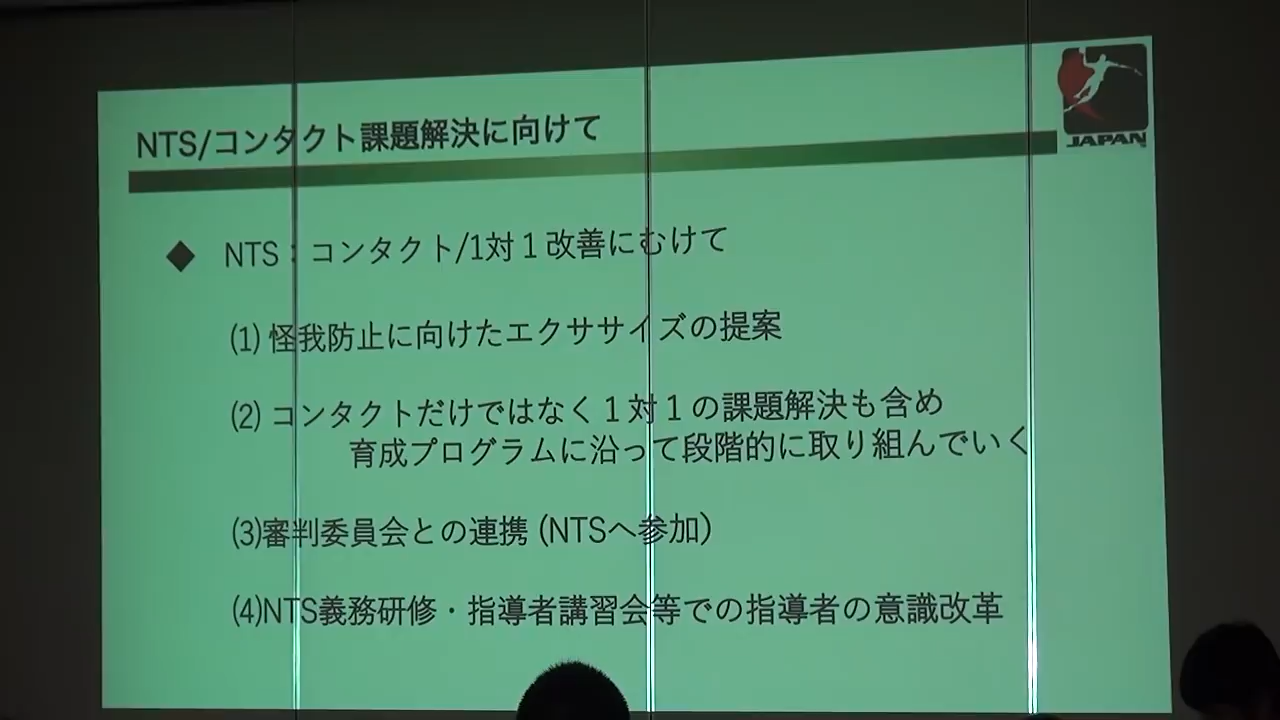 NTS/コンタクト課題解決に向けて
JAPAN
◆ NTS：コンタクト/1対１改善にむけて
(1) 怪我防止に向けたエクササイズの提案
(2) コンタクトだけではなく１対１の課題解決も含め
育成プログラムに沿って段階的に取り組んでいく
(3)審判委員会との連携 (NTSへ参加)
(4)NTS義務研修・指導者講習会等での指導者の意識改革